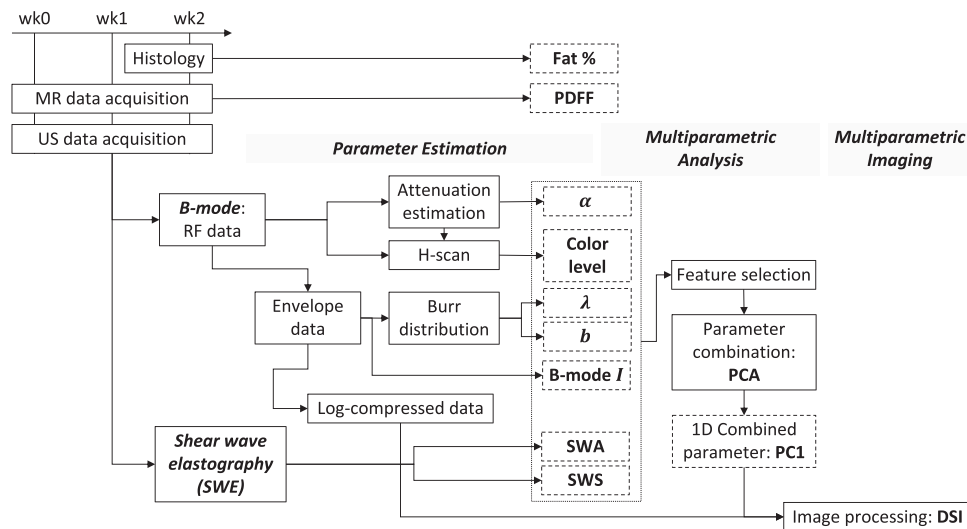 wk0 wk1 wk2
Histology
Fat %
MR data acquisition
PDFF
US data acquisition
Parameter Estimation
Multiparametric
Analysis
Multiparametric
Imaging
B-mode:
RF data
Attenuation
estimation
α
H-scan
Color
level
Feature selection
Envelope
data
Burr
distribution
λ
b
Parameter
combination:
PCA
B-mode I
Log-compressed data
1D Combined
parameter: PC1
Shear wave
elastography
(SWE)
SWA
SWS
Image processing: DSI